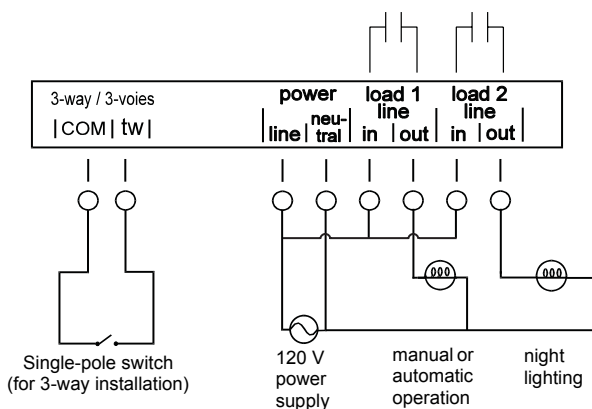 3-way / 3-voies
|COM| tw|
power
|line|neu-tral|
load 1
line
in |out|
load 2
line
in |out|
Single-pole switch
(for 3-way installation)
120 V
power
supply
manual or
automatic
operation
night
lighting